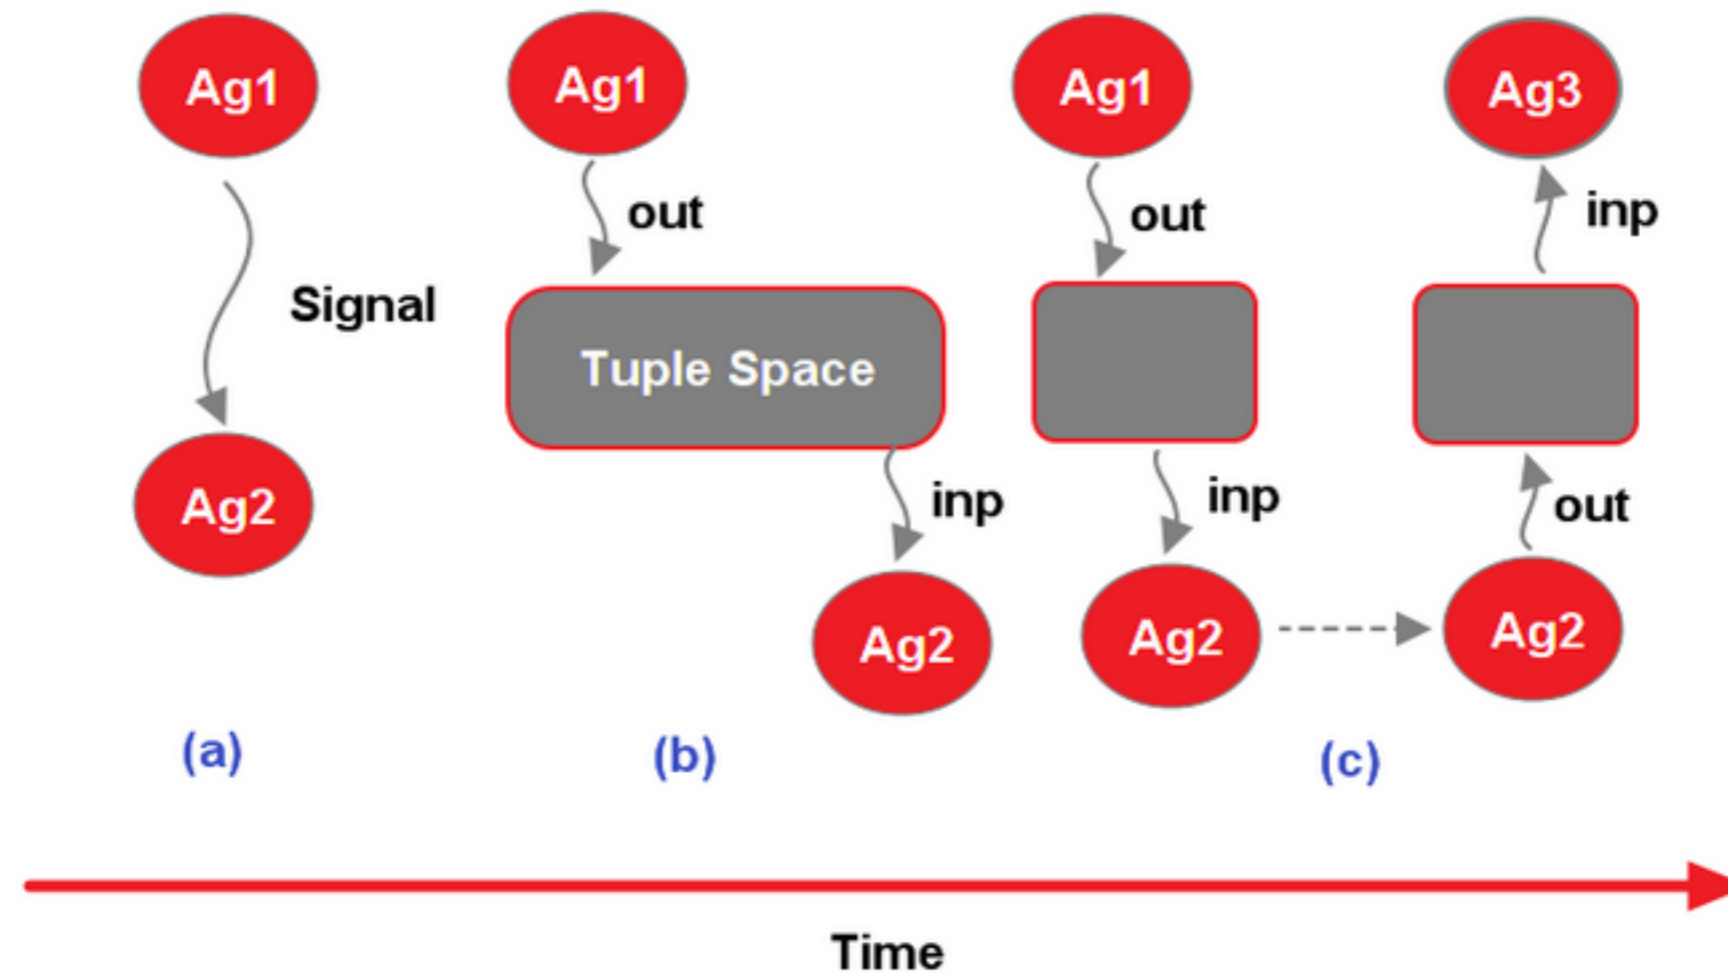 Ag1
Signal
Ag2
(a)
Ag1
out
Tuple Space
inp
Ag2
(b)
Ag1
out
inp
Ag2
Ag3
inp
out
Ag2
(c)
Time